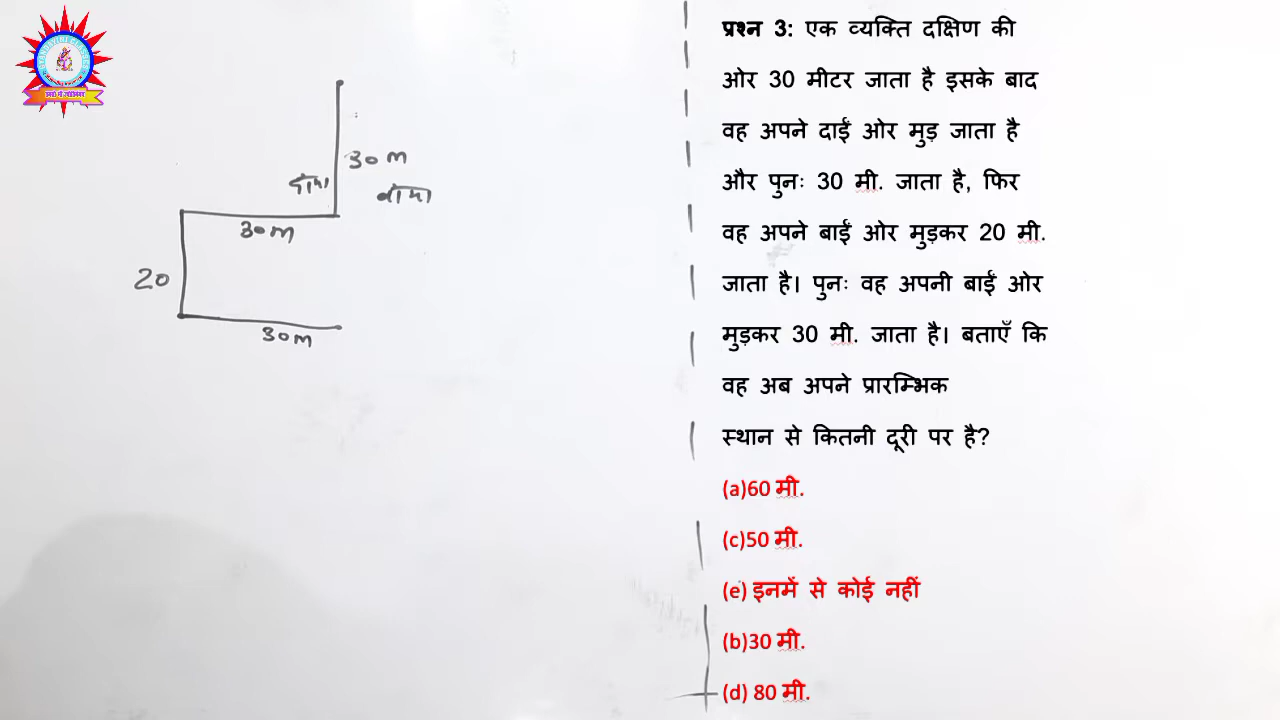 30 m
दायां
बायां
30m
20
30m
प्रश्न 3: एक व्यक्ति दक्षिण की
ओर 30 मीटर जाता है इसके बाद
वह अपने दाईं ओर मुड़ जाता है
और पुनः 30 मी. जाता है, फिर
वह अपने बाईं ओर मुड़कर 20 मी.
जाता है। पुनः वह अपनी बाईं ओर
मुड़कर 30 मी. जाता है। बताएँ कि
वह अब अपने प्रारम्भिक
स्थान से कितनी दूरी पर है?
(a)60 मी.
(c)50 मी.
(e) इनमें से कोई नहीं
(b)30 मी.
(d) 80 मी.